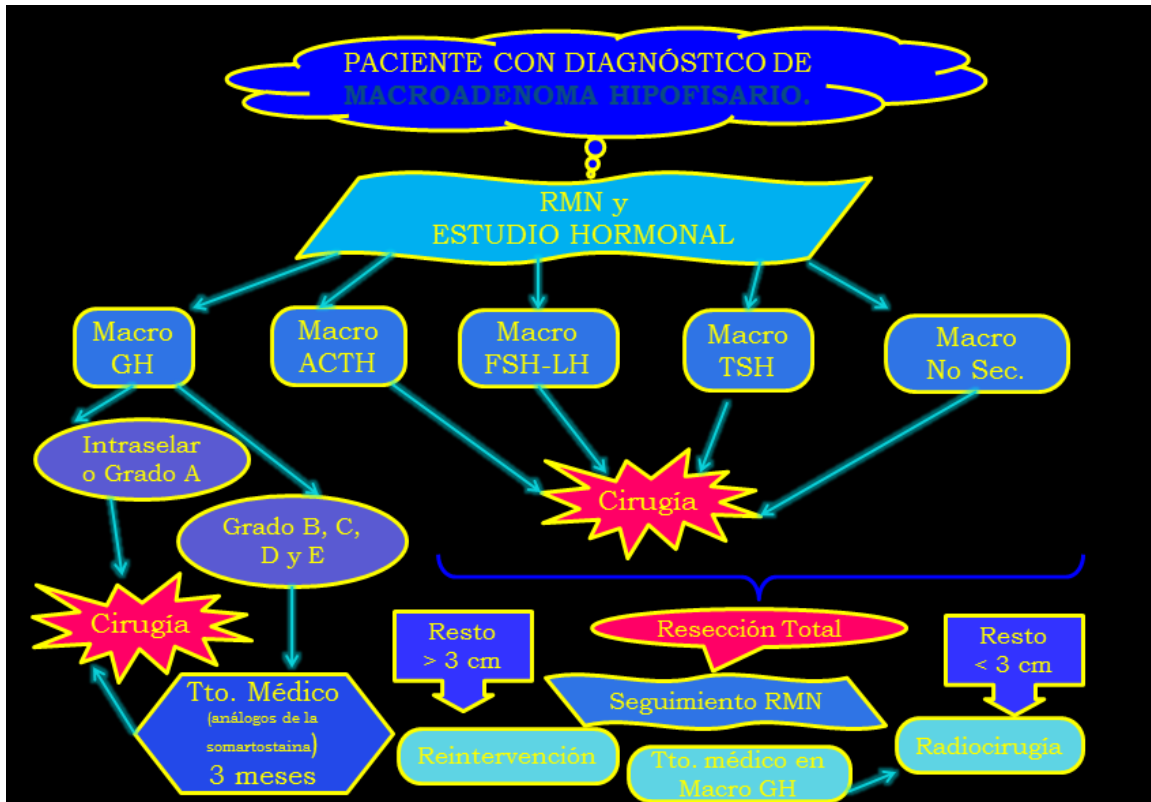 PACIENTE CON DIAGNÓSTICO DE
MACROADENOMA HIPOFISARIO.
RMN y
ESTUDIO HORMONAL
Macro
GH
Macro
ACTH
Macro
FSH-LH
Macro
TSH
Macro
No Sec.
Intraselar
o Grado A
Grado B, C,
D y E
Cirugía
Cirugía
Tto. Médico
(análogos de la
somartostaina)
3 meses
Resto
> 3 cm
Reintervención
Resección Total
Seguimiento RMN
Tto. médico en
Macro GH
Resto
< 3 cm
Radiocirugía